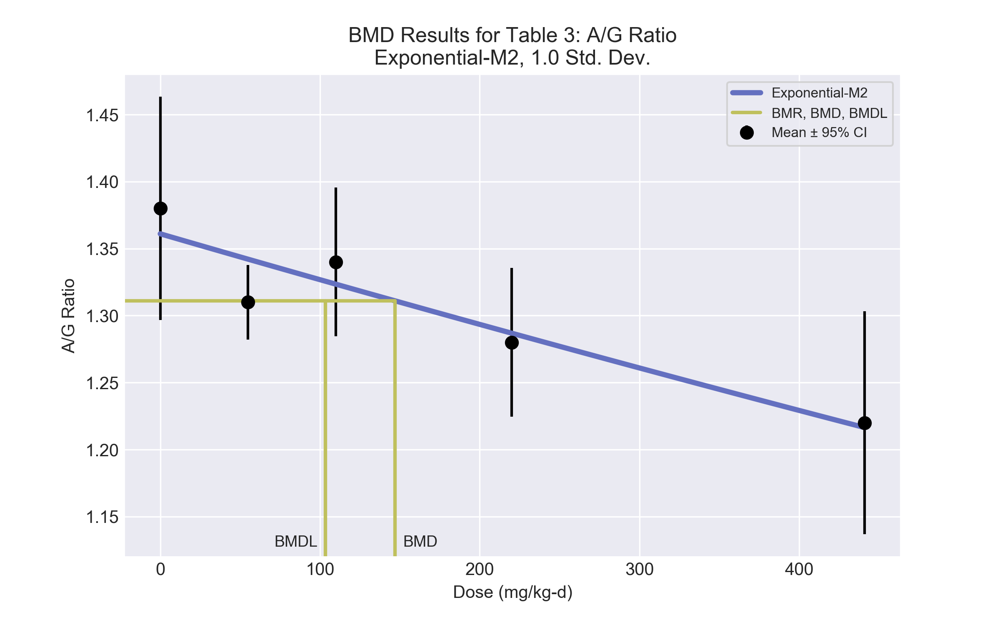 BMD Results for Table 3: A/G Ratio
Exponential-M2, 1.0 Std. Dev.
Exponential-M2
BMR, BMD, BMDL
Mean ± 95% CI
1.45
1.40
1.35
1.30
1.25
1.20
1.15
A/G Ratio
BMDL
BMD
0
100
200
300
400
Dose (mg/kg-d)